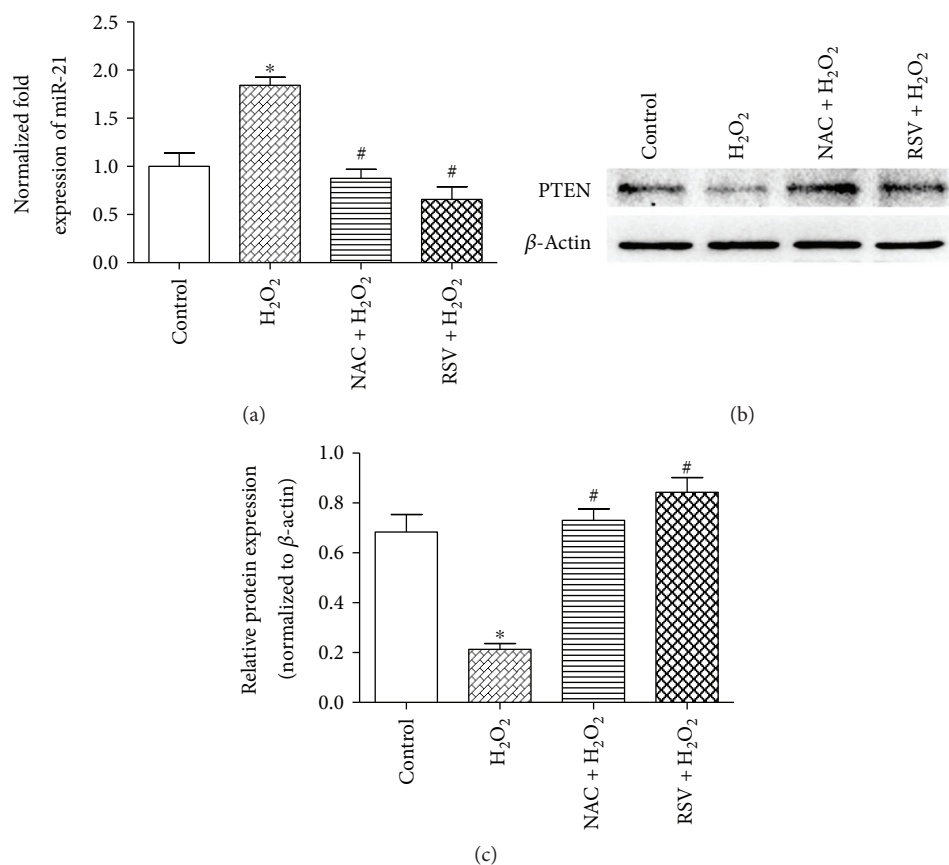 Normalized fold
expression of miR-21
2.5
2.0
1.5
1.0
0.5
0.0
*
#
#
Control
H₂O₂
NAC + H₂O₂
RSV + H₂O₂
(a)
Control
H₂O₂
NAC + H₂O₂
RSV + H₂O₂
PTEN
β-Actin
(b)
Relative protein expression
(normalized to β-actin)
1.0
0.8
0.6
0.4
0.2
0.0
*
#
#
Control
H₂O₂
NAC + H₂O₂
RSV + H₂O₂
(c)